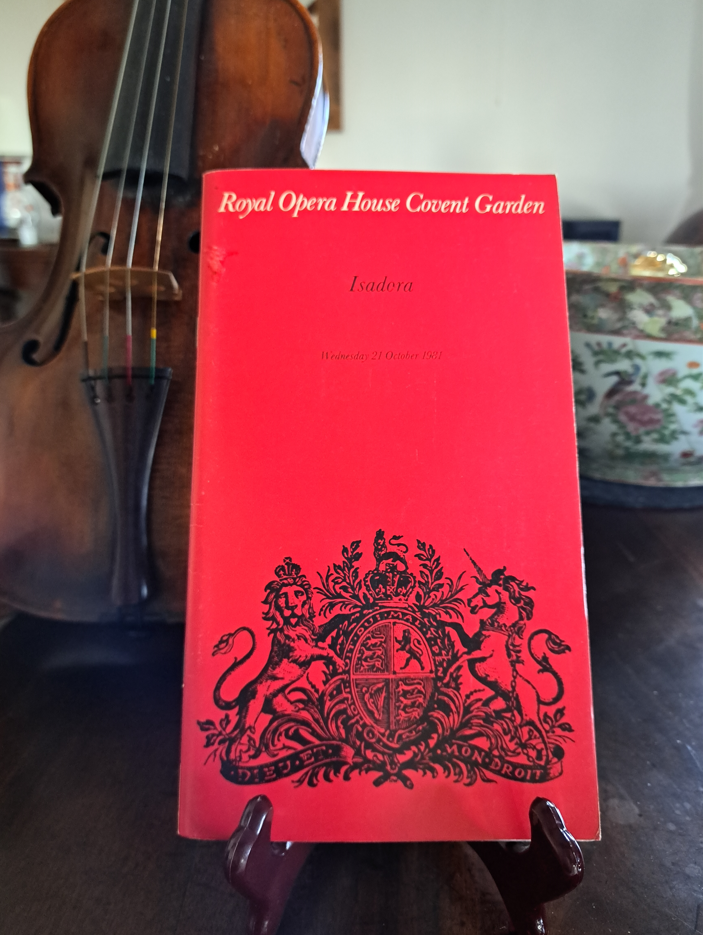 Royal Opera House Covent Garden
Isadora
Wednesday 21 October 1981
DIEU·ET·
MON·DROIT·